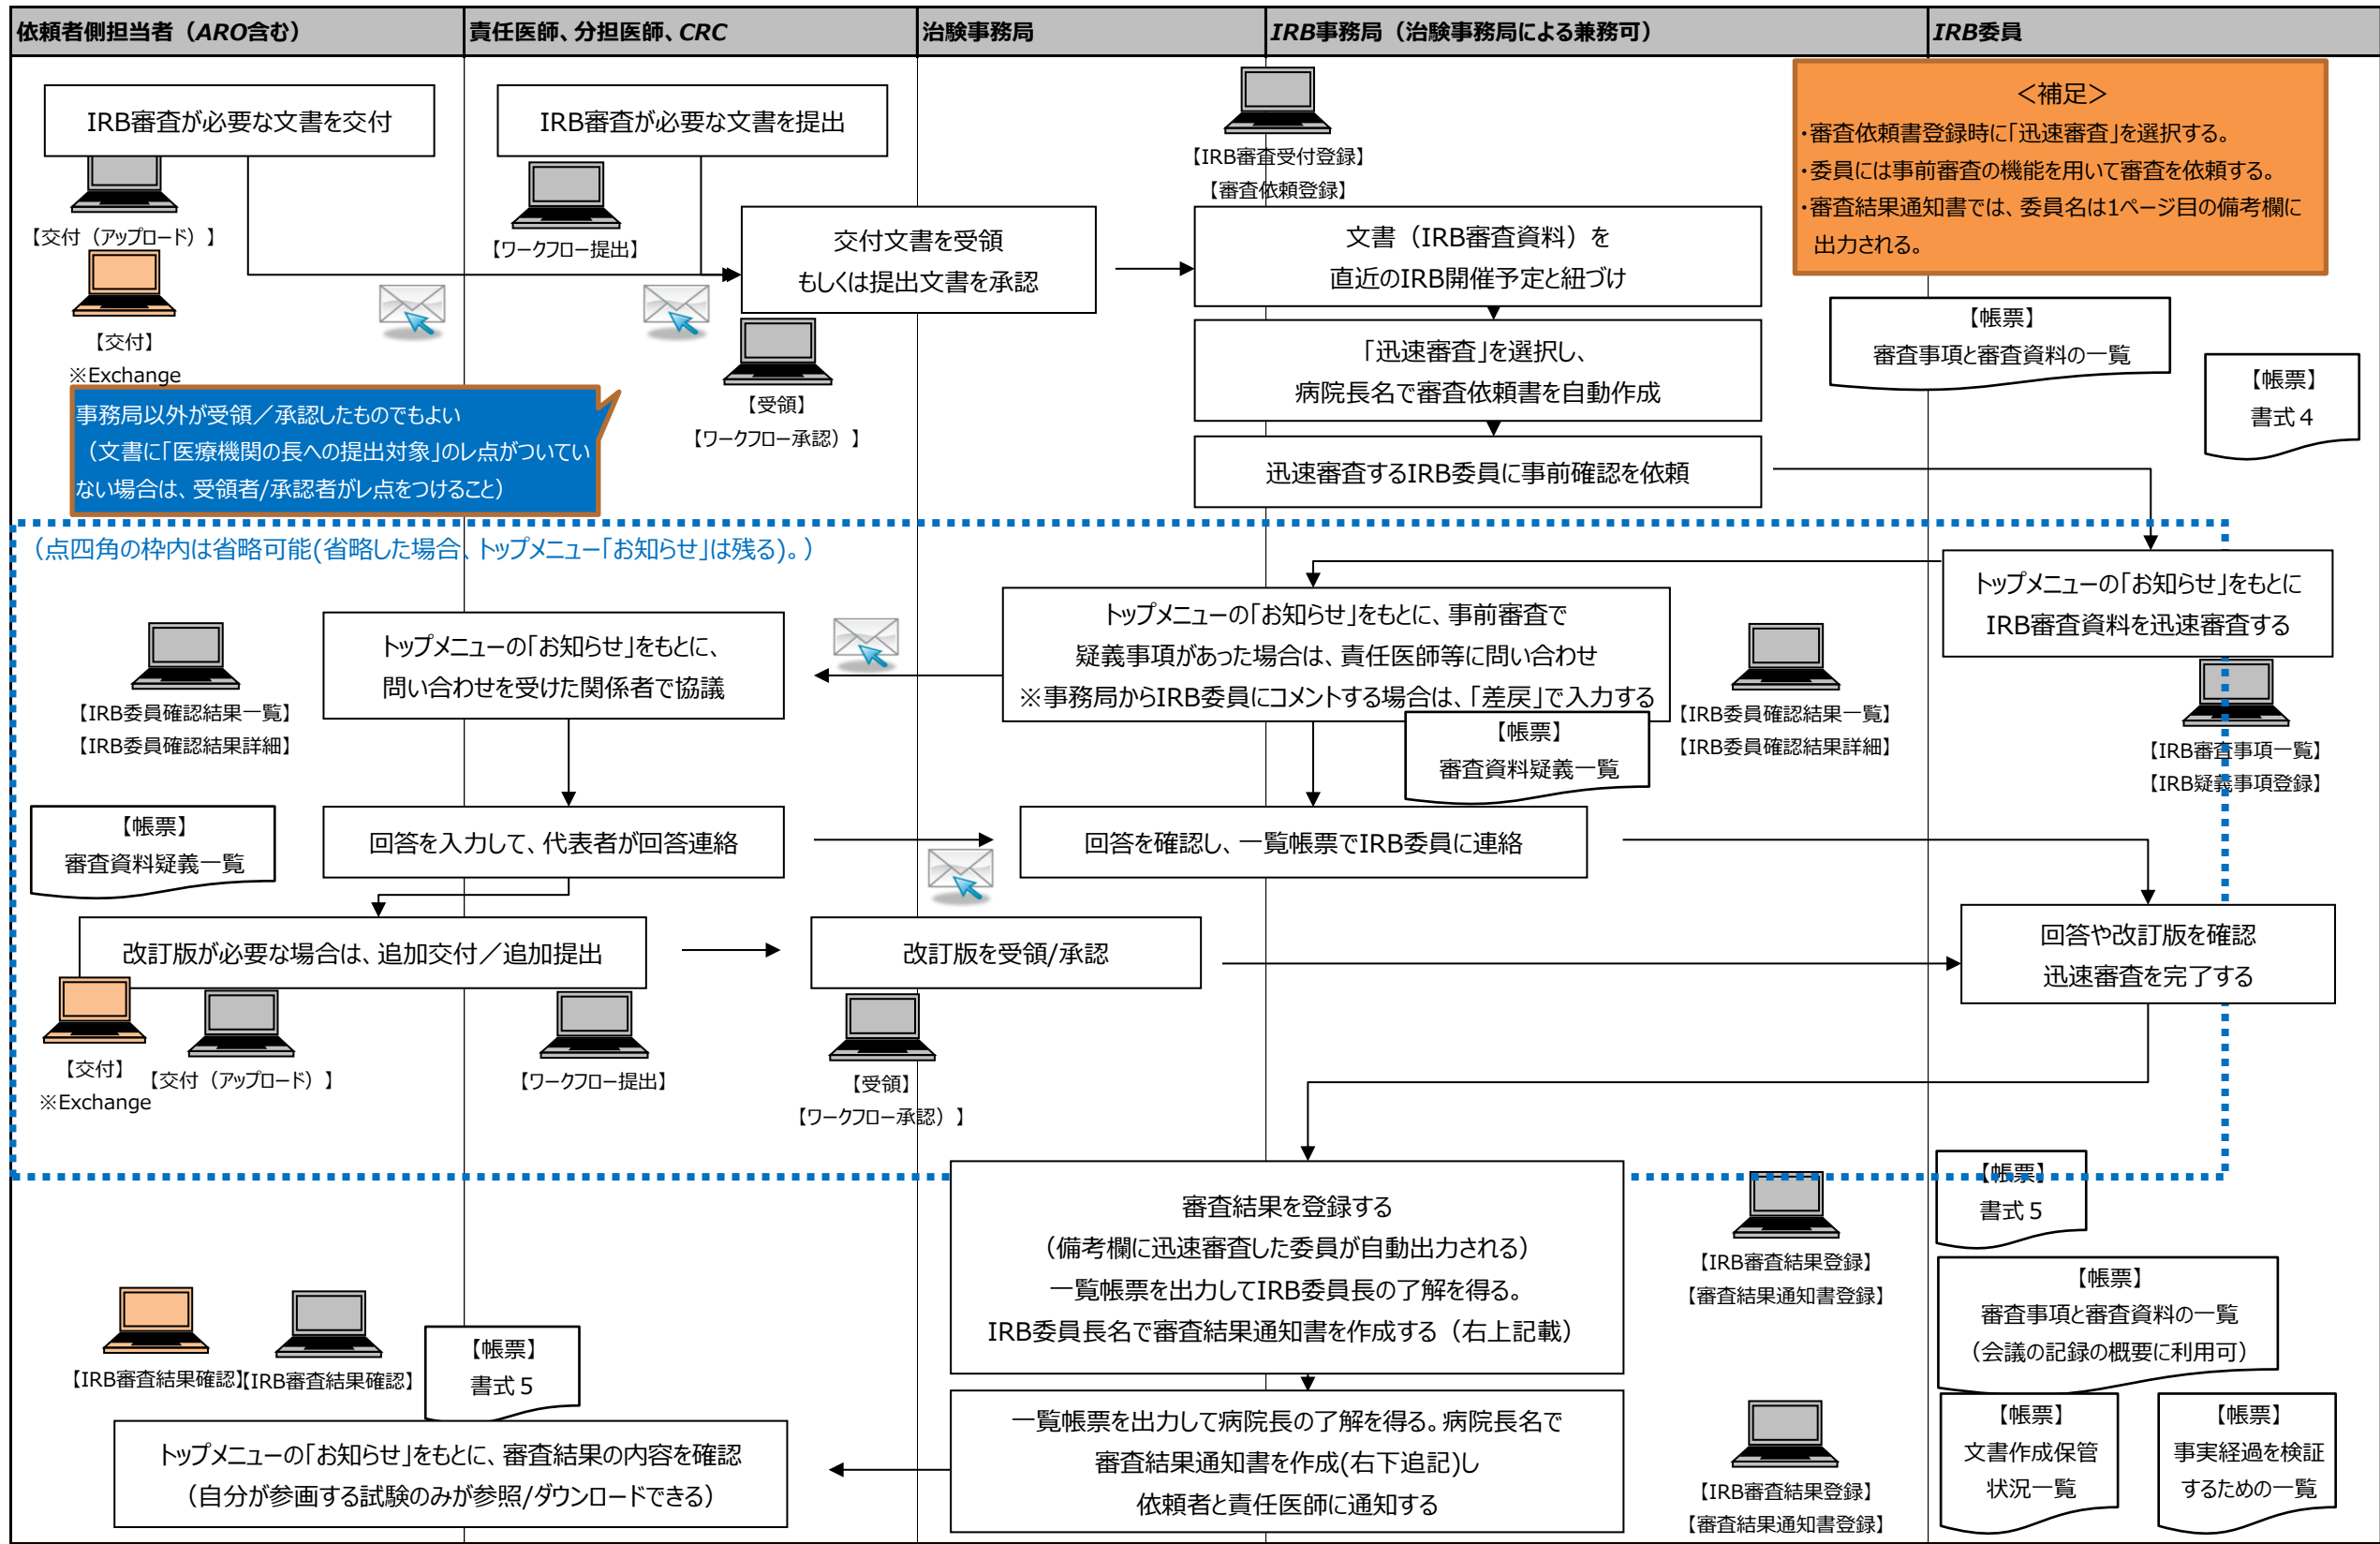 依頼者側担当者（ARO含む）
責任医師、分担医師、CRC
治験事務局
IRB事務局（治験事務局による兼務可）
IRB委員
IRB審査が必要な文書を交付
【交付（アップロード）】
【交付】
※Exchange
IRB審査が必要な文書を提出
【ワークフロー提出】
交付文書を受領
もしくは提出文書を承認
【受領】
【ワークフロー承認）】
【IRB審査受付登録】
【審査依頼登録】
文書（IRB審査資料）を
直近のIRB開催予定と紐づけ
「迅速審査」を選択し、
病院長名で審査依頼書を自動作成
迅速審査するIRB委員に事前確認を依頼
＜補足＞
・審査依頼書登録時に「迅速審査」を選択する。
・委員には事前審査の機能を用いて審査を依頼する。
・審査結果通知書では、委員名は1ページ目の備考欄に
出力される。
【帳票】
審査事項と審査資料の一覧
【帳票】
書式４
事務局以外が受領／承認したものでもよい
（文書に「医療機関の長への提出対象」のレ点がついてい
ない場合は、受領者/承認者がレ点をつけること）
（点四角の枠内は省略可能(省略した場合、トップメニュー「お知らせ」は残る)。）
トップメニューの「お知らせ」をもとに
IRB審査資料を迅速審査する
【IRB審査事項一覧】
【IRB疑義事項登録】
トップメニューの「お知らせ」をもとに、事前審査で
疑義事項があった場合は、責任医師等に問い合わせ
※事務局からIRB委員にコメントする場合は、「差戻」で入力する
【IRB委員確認結果一覧】
【IRB委員確認結果詳細】
【帳票】
審査資料疑義一覧
トップメニューの「お知らせ」をもとに、
問い合わせを受けた関係者で協議
【IRB委員確認結果一覧】
【IRB委員確認結果詳細】
【帳票】
審査資料疑義一覧
回答を入力して、代表者が回答連絡
回答を確認し、一覧帳票でIRB委員に連絡
改訂版が必要な場合は、追加交付／追加提出
【交付】
※Exchange
【交付（アップロード）】
【ワークフロー提出】
改訂版を受領/承認
【受領】
【ワークフロー承認）】
回答や改訂版を確認
迅速審査を完了する
審査結果を登録する
（備考欄に迅速審査した委員が自動出力される）
一覧帳票を出力してIRB委員長の了解を得る。
IRB委員長名で審査結果通知書を作成する（右上記載）
【IRB審査結果登録】
【審査結果通知書登録】
【帳票】
書式５
【帳票】
審査事項と審査資料の一覧
（会議の記録の概要に利用可）
一覧帳票を出力して病院長の了解を得る。病院長名で
審査結果通知書を作成(右下追記)し
依頼者と責任医師に通知する
【IRB審査結果登録】
【審査結果通知書登録】
【帳票】
文書作成保管
状況一覧
【帳票】
事実経過を検証
するための一覧
【IRB審査結果確認】
【IRB審査結果確認】
【帳票】
書式５
トップメニューの「お知らせ」をもとに、審査結果の内容を確認
（自分が参画する試験のみが参照/ダウンロードできる）